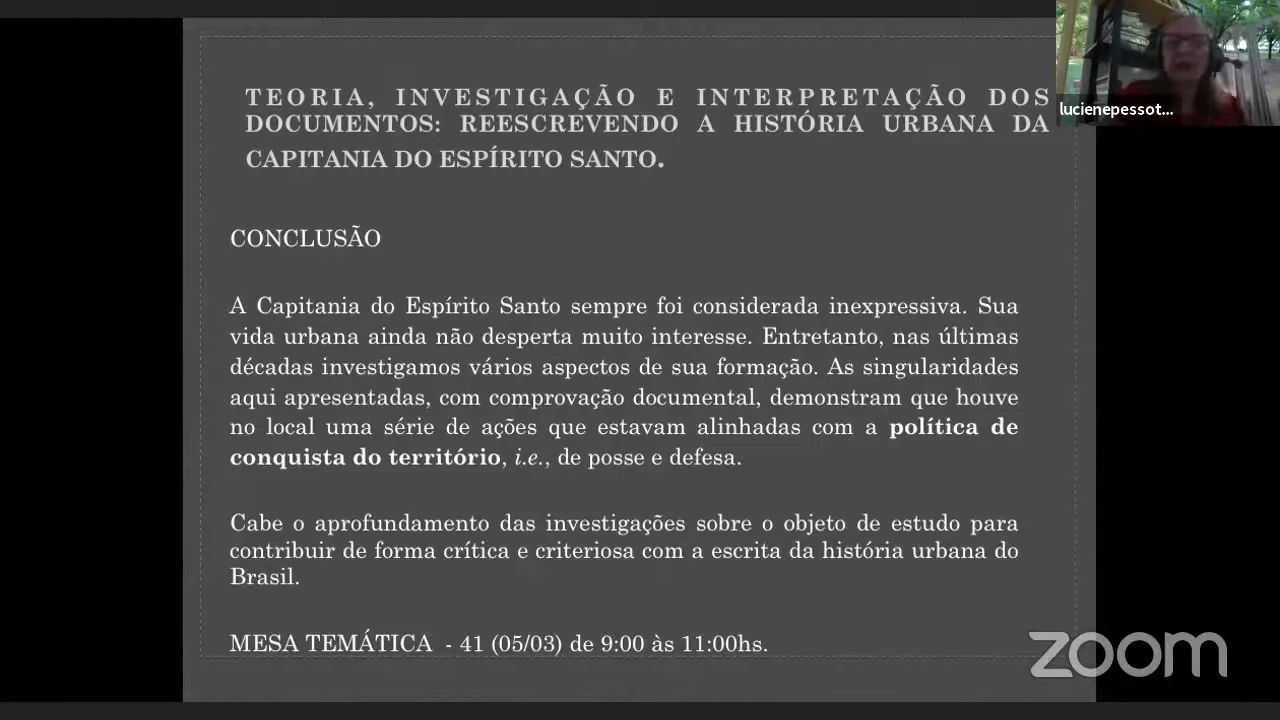 TEORIA, INVESTIGAÇÃO E INTERPRETAÇÃO DOS
DOCUMENTOS: REESCREVENDO A HISTÓRIA URBANA DA
CAPITANIA DO ESPÍRITO SANTO.
lucienepessot...
CONCLUSÃO
A Capitania do Espírito Santo sempre foi considerada inexpressiva. Sua
vida urbana ainda não desperta muito interesse. Entretanto, nas últimas
décadas investigamos vários aspectos de sua formação. As singularidades
aqui apresentadas, com comprovação documental, demonstram que houve
no local uma série de ações que estavam alinhadas com a política de
conquista do território, i.e., de posse e defesa.
Cabe o aprofundamento das investigações sobre o objeto de estudo para
contribuir de forma crítica e criteriosa com a escrita da história urbana do
Brasil.
MESA TEMÁTICA - 41 (05/03) de 9:00 às 11:00hs.
zoom